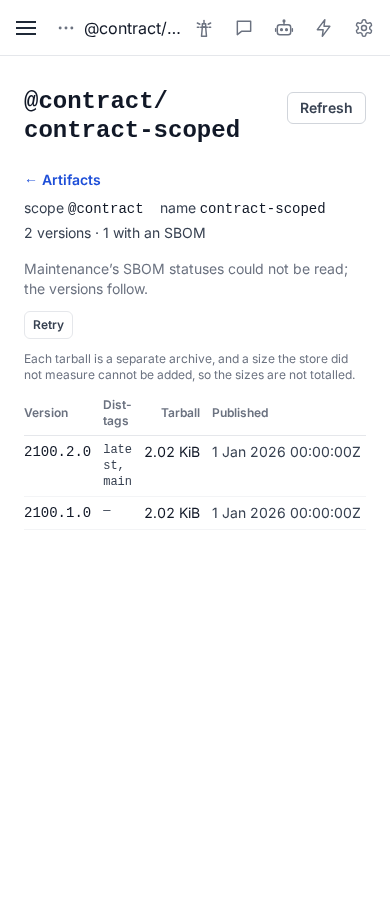 @contract/…
@contract/
contract-scoped
Refresh
← Artifacts
scope @contract name contract-scoped
2 versions · 1 with an SBOM
Maintenance’s SBOM statuses could not be read;
the versions follow.
Retry
Each tarball is a separate archive, and a size the store did
not measure cannot be added, so the sizes are not totalled.
Version Dist-tags Tarball Published
2100.2.0 latest, main 2.02 KiB 1 Jan 2026 00:00:00Z
2100.1.0 — 2.02 KiB 1 Jan 2026 00:00:00Z